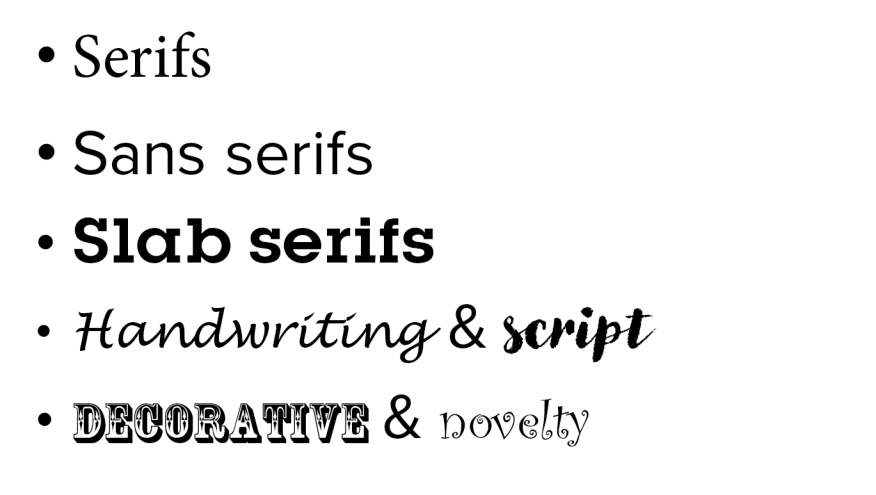 • Serifs
• Sans serifs
• Slab serifs
• Handwriting & script
• DECORATIVE & novelty